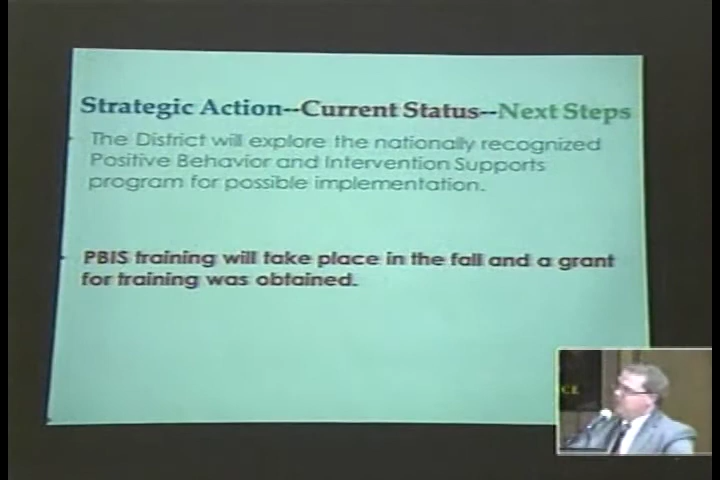 Strategic Action--Current Status--Next Steps
The District will explore the nationally recognized
Positive Behavior and Intervention Supports
program for possible implementation.
PBIS training will take place in the fall and a grant
for training was obtained.
CE